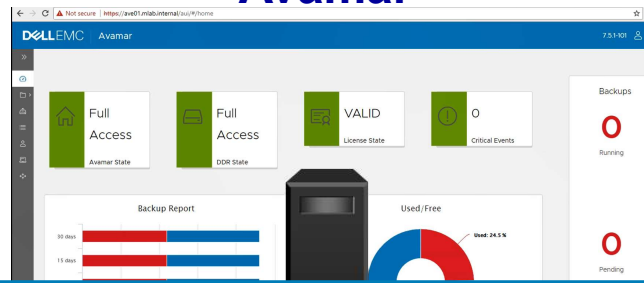 Avamar
Not secure | https://ave01.mlab.internal/aui/#/home
DELLEMC Avamar
7.5.1-101
Full Access
Avamar State
Full Access
DDR State
VALID
License State
0
Critical Events
Backups
0
Running
Backup Report
30 days
15 days
Used/Free
Used: 24.5 %
0
Pending